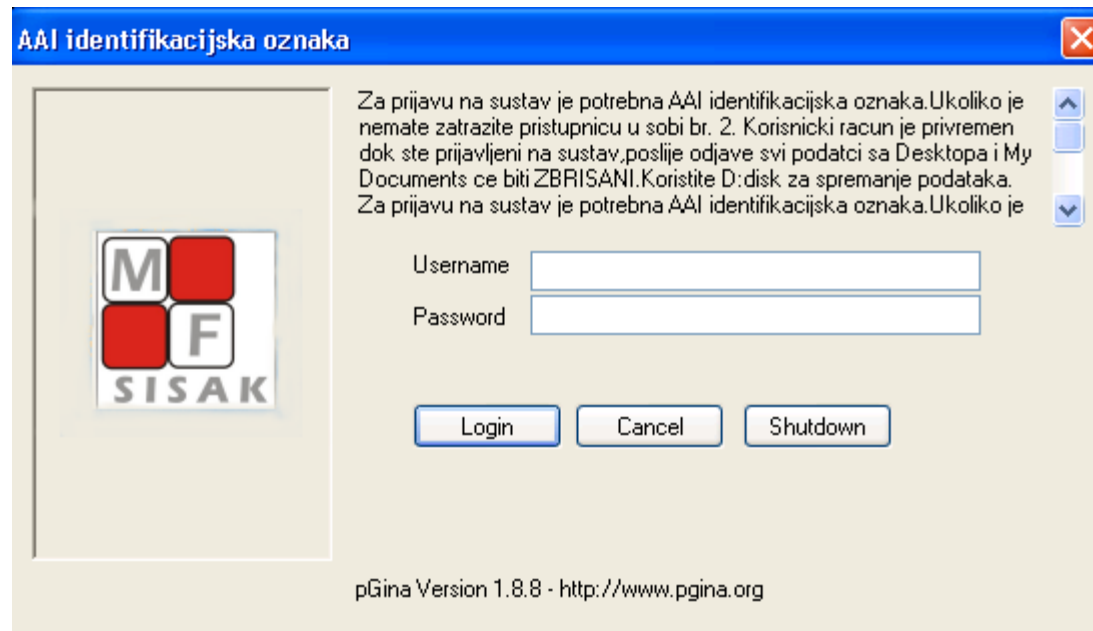 AAI identifikacijska oznaka
Za prijavu na sustav je potrebna AAI identifikacijska oznaka.Ukoliko je
nemate zatrazite pristupnicu u sobi br. 2. Korisnicki racun je privremen
dok ste prijavljeni na sustav,poslije odjave svi podatci sa Desktopa i My
Documents ce biti ZBRISANI.Koristite D:disk za spremanje podataka.
Za prijavu na sustav je potrebna AAI identifikacijska oznaka.Ukoliko je
M
F
SISAK
Username
Password
Login Cancel Shutdown
pGina Version 1.8.8 - http://www.pgina.org